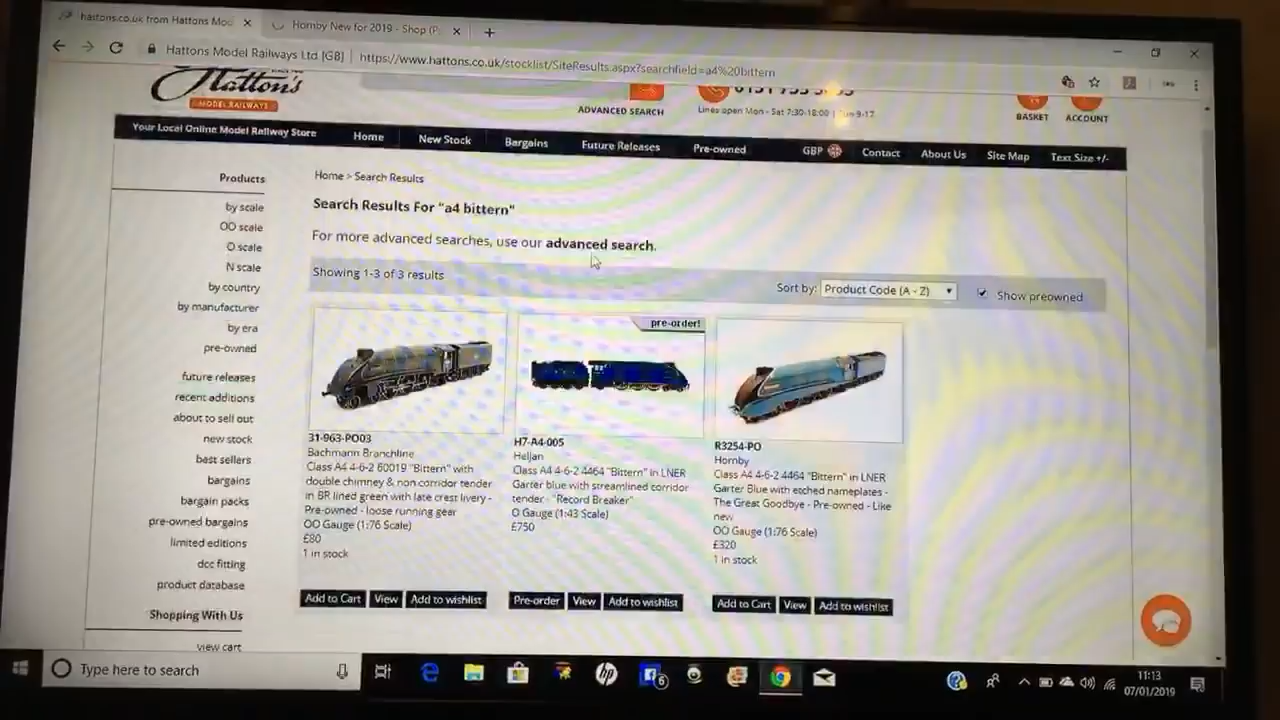 hattons.co.uk from Hattons Moc
Hornby New for 2019 - Shop (P
Hattons Model Railways Ltd [GB]
https://www.hattons.co.uk/stocklist/SiteResults.aspx?searchfield=a4%20bittern
Hattons
MODEL RAILWAYS
ADVANCED SEARCH
Lines open Mon - Sat 7:30-18:00
BASKET
ACCOUNT
Your Local Online Model Railway Store
Home
New Stock
Bargains
Future Releases
Pre-owned
GBP
Contact
About Us
Site Map
Text Size +/-
Products
by scale
OO scale
O scale
N scale
by country
by manufacturer
by era
pre-owned
future releases
recent additions
about to sell out
new stock
best sellers
bargains
bargain packs
pre-owned bargains
limited editions
dcc fitting
product database
Shopping With Us
view cart
Home > Search Results
Search Results For "a4 bittern"
For more advanced searches, use our advanced search.
Showing 1-3 of 3 results
Sort by: Product Code (A - Z)
Show preowned
31-963-PO03
Bachmann Branchline
Class A4 4-6-2 60019 "Bittern" with
double chimney & non corridor tender
in BR lined green with late crest livery -
Pre-owned - loose running gear
OO Gauge (1:76 Scale)
£80
1 in stock
Add to Cart
View
Add to wishlist
pre-order!
H7-A4-005
Heljan
Class A4 4-6-2 4464 "Bittern" in LNER
Garter blue with streamlined corridor
tender - "Record Breaker"
O Gauge (1:43 Scale)
£750
Pre-order
View
Add to wishlist
R3254-PO
Hornby
Class A4 4-6-2 4464 "Bittern" in LNER
Garter Blue with etched nameplates -
The Great Goodbye - Pre-owned - Like
new
OO Gauge (1:76 Scale)
£320
1 in stock
Add to Cart
View
Add to wishlist
Type here to search
hp
6
11:13
07/01/2019